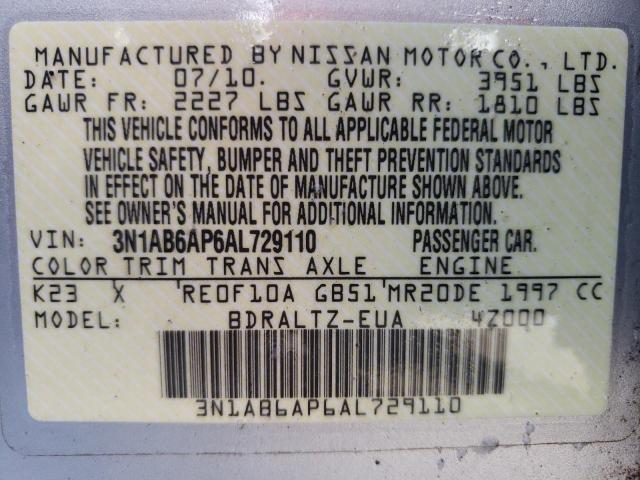 MANUFACTURED BY NISSAN MOTOR CO., LTD.
DATE: 07/10. GVWR: 3951 LBS
GAWR FR: 2227 LBS GAWR RR: 1810 LBS
THIS VEHICLE CONFORMS TO ALL APPLICABLE FEDERAL MOTOR
VEHICLE SAFETY, BUMPER AND THEFT PREVENTION STANDARDS
IN EFFECT ON THE DATE OF MANUFACTURE SHOWN ABOVE.
SEE OWNER'S MANUAL FOR ADDITIONAL INFORMATION.
VIN: 3N1AB6AP6AL729110 PASSENGER CAR.
COLOR TRIM TRANS AXLE ENGINE
K23 X RE0F10A GB51 MR20DE 1997 CC
MODEL: BDRALTZ-EUA 4Z000
3N1AB6AP6AL729110